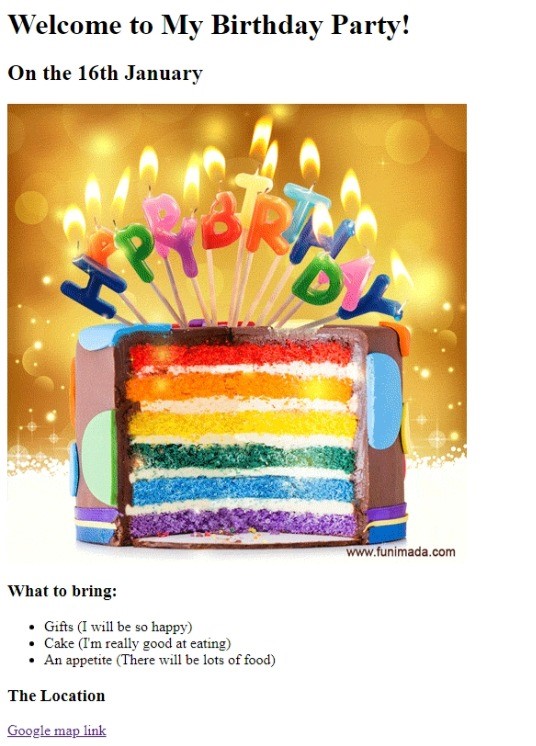 Welcome to My Birthday Party!
On the 16th January
HAPPY BIRTHDAY
www.funimada.com
What to bring:
Gifts (I will be so happy)
Cake (I'm really good at eating)
An appetite (There will be lots of food)
The Location
Google map link